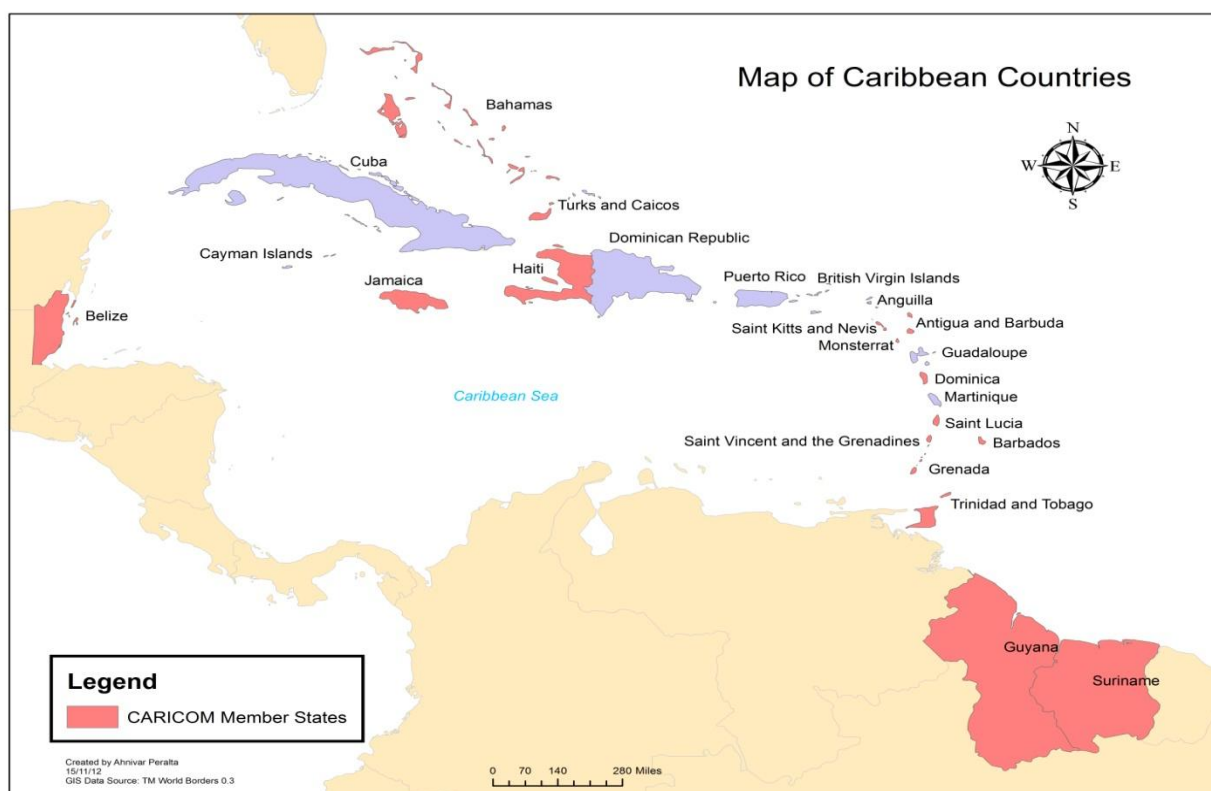 Map of Caribbean Countries
N
W E
S
Bahamas
Cuba
Turks and Caicos
Cayman Islands
Dominican Republic
Haiti
Jamaica
Puerto Rico
British Virgin Islands
Anguilla
Belize
Saint Kitts and Nevis
Antigua and Barbuda
Monsterrat
Guadaloupe
Dominica
Caribbean Sea
Martinique
Saint Lucia
Saint Vincent and the Grenadines
Barbados
Grenada
Trinidad and Tobago
Guyana
Suriname
Legend
CARICOM Member States
Created by Ahnivar Peralta
15/11/12
GIS Data Source: TM World Borders 0.3
0 70 140 280 Miles